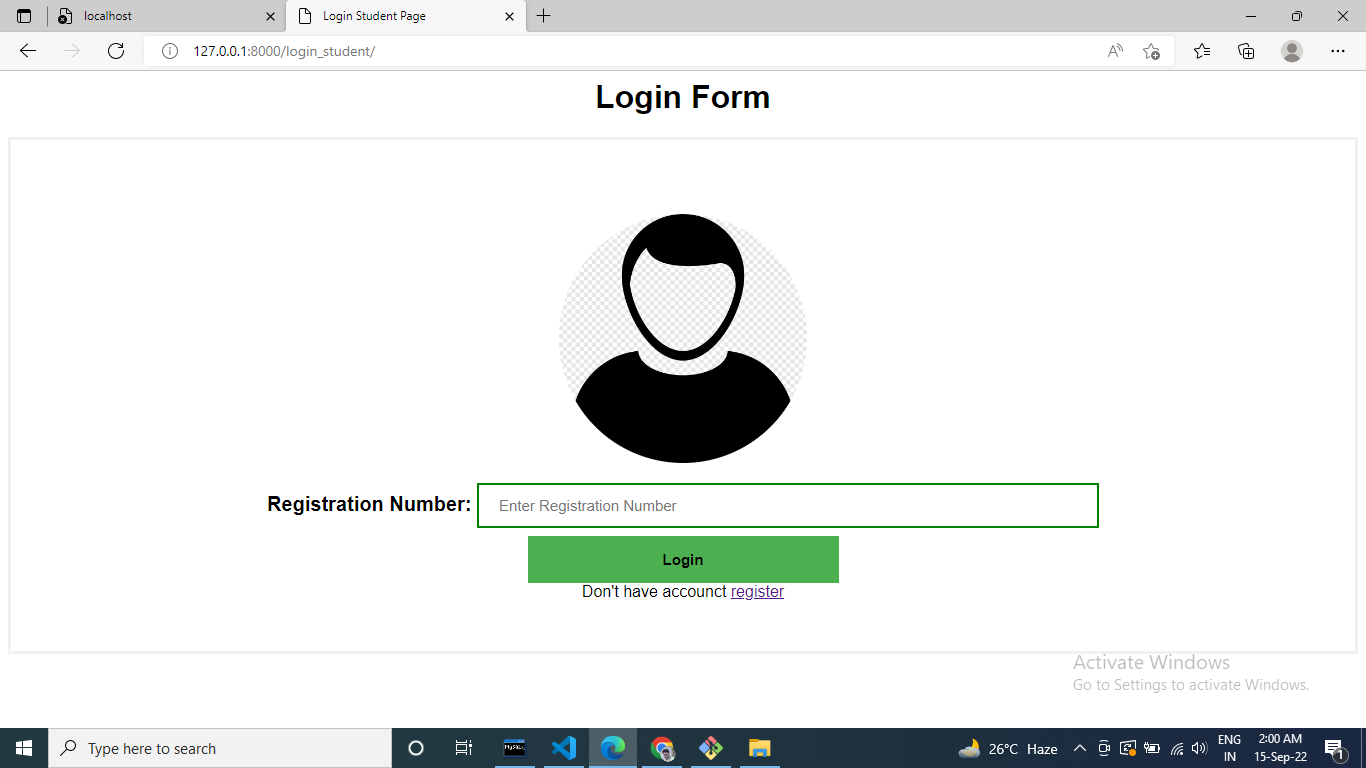 localhost
Login Student Page
127.0.0.1:8000/login_student/
Login Form
Registration Number: Enter Registration Number
Login
Don't have accounct register
Activate Windows
Go to Settings to activate Windows.
Type here to search
26°C Haze
ENG
IN
2:00 AM
15-Sep-22
1